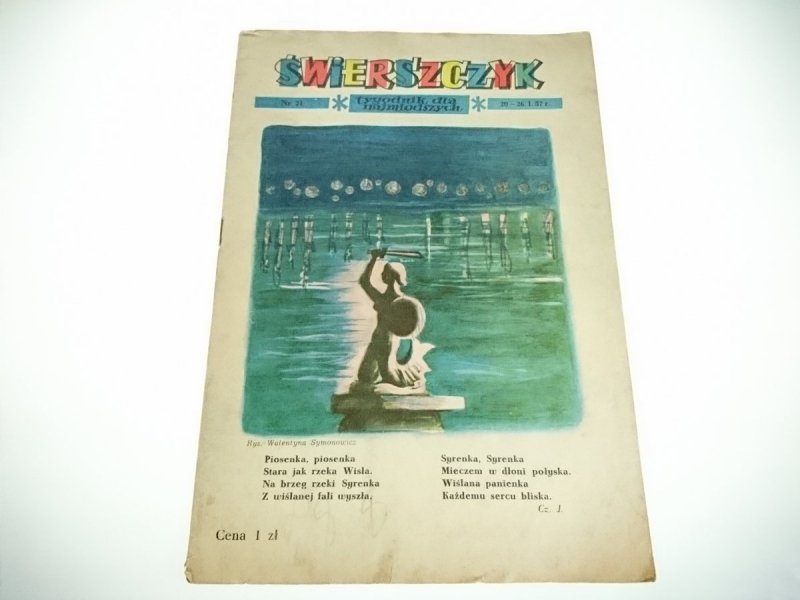 ŚWIERSZCZYK
Nr. 21
tygodnik dla
najmłodszych.
20 — 26. I. 57 r.
Rys. Walentyna Symonowicz
Piosenka, piosenka
Stara jak rzeka Wisła.
Na brzeg rzeki Syrenka
Z wiślanej fali wyszła.
Syrenka, Syrenka
Mieczem w dłoni połyska.
Wiślana panienka
Każdemu sercu bliska.
Cz. J.
Cena 1 zł